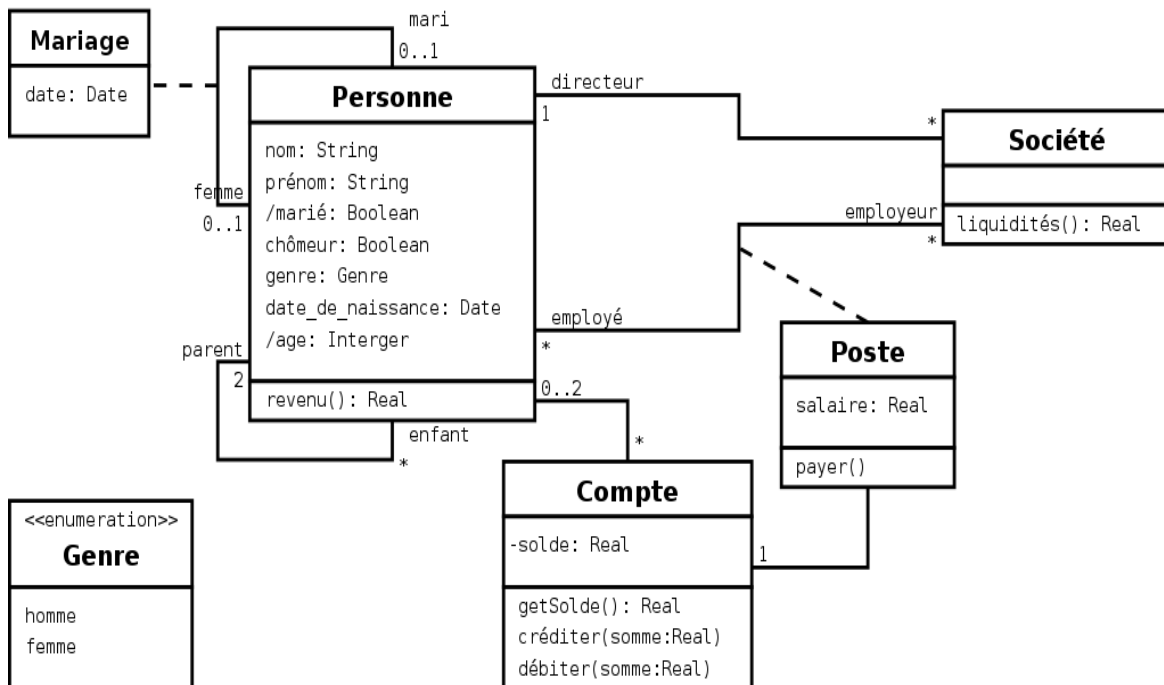 Mariage
date: Date
mari
0..1
femme
0..1
Personne
nom: String
prénom: String
/marié: Boolean
chômeur: Boolean
genre: Genre
date_de_naissance: Date
/age: Interger
revenu(): Real
directeur
1
*
Société
liquidités(): Real
employeur
*
employé
*
parent
2
enfant
*
0..2
*
Poste
salaire: Real
payer()
Compte
-solde: Real
getSolde(): Real
créditer(somme:Real)
débiter(somme:Real)
1
<<enumeration>>
Genre
homme
femme